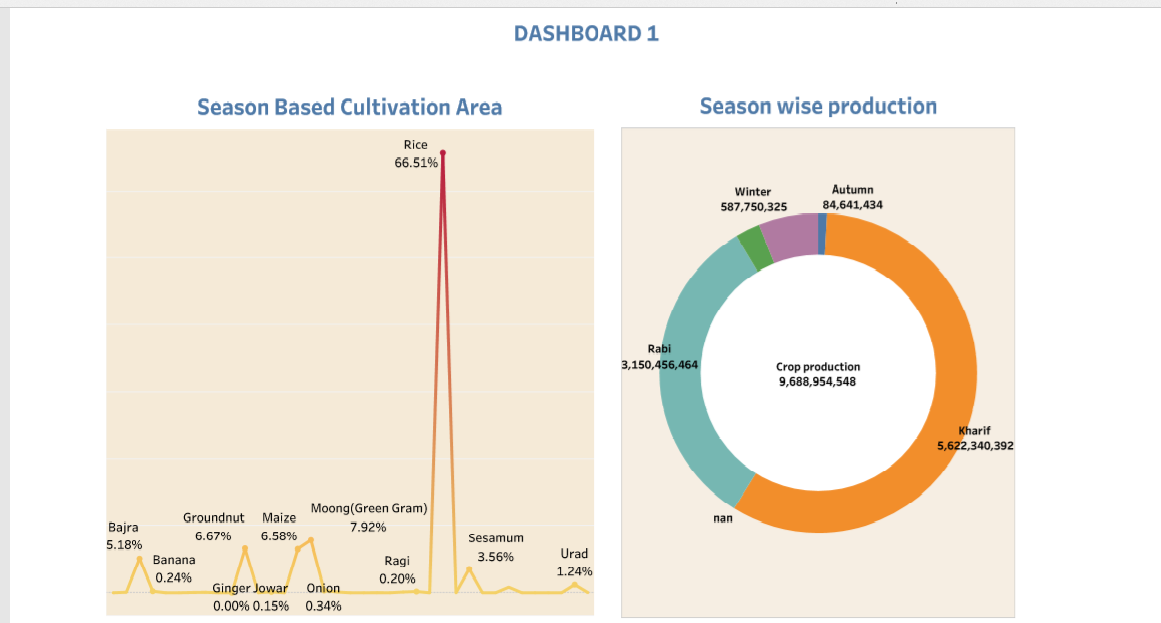 DASHBOARD 1
Season Based Cultivation Area
Rice
66.51%
Moong(Green Gram)
7.92%
Groundnut
6.67%
Maize
6.58%
Bajra
5.18%
Banana
0.24%
Ragi
0.20%
Sesamum
3.56%
Urad
1.24%
Ginger Jowar
0.00% 0.15%
Onion
0.34%
Season wise production
Winter
587,750,325
Autumn
84,641,434
Rabi
3,150,456,464
Crop production
9,688,954,548
Kharif
5,622,340,392
nan